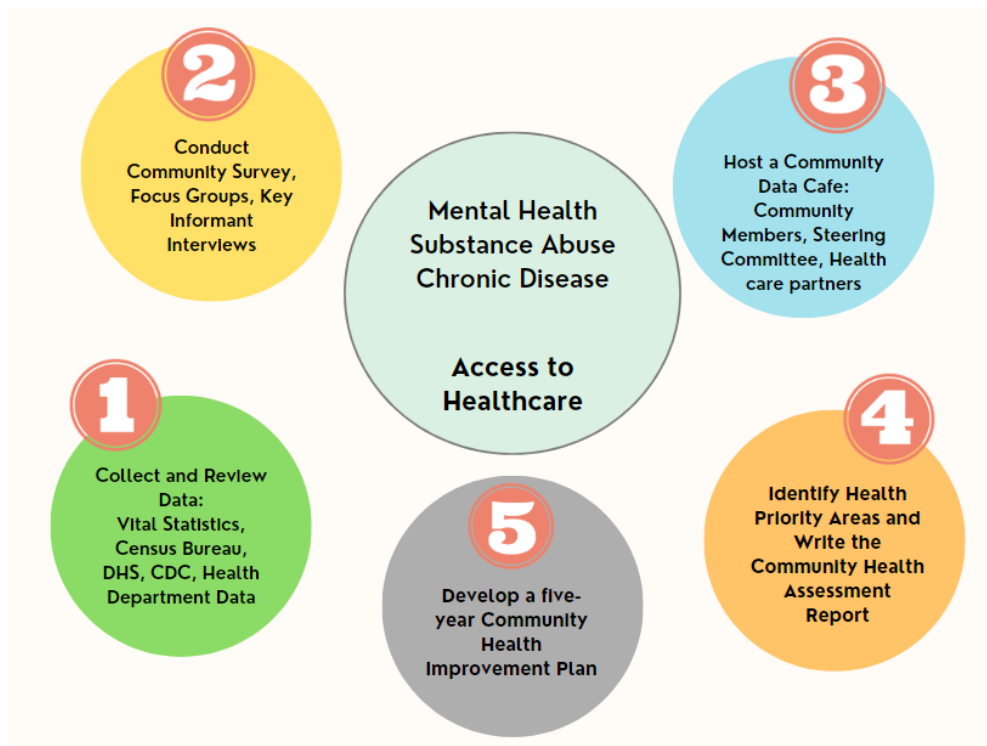 2
Conduct
Community Survey,
Focus Groups, Key
Informant
Interviews
3
Host a Community
Data Cafe:
Community
Members, Steering
Committee, Health
care partners
Mental Health
Substance Abuse
Chronic Disease
Access to
Healthcare
1
Collect and Review
Data:
Vital Statistics,
Census Bureau,
DHS, CDC, Health
Department Data
4
Identify Health
Priority Areas and
Write the
Community Health
Assessment
Report
5
Develop a five-
year Community
Health
Improvement Plan